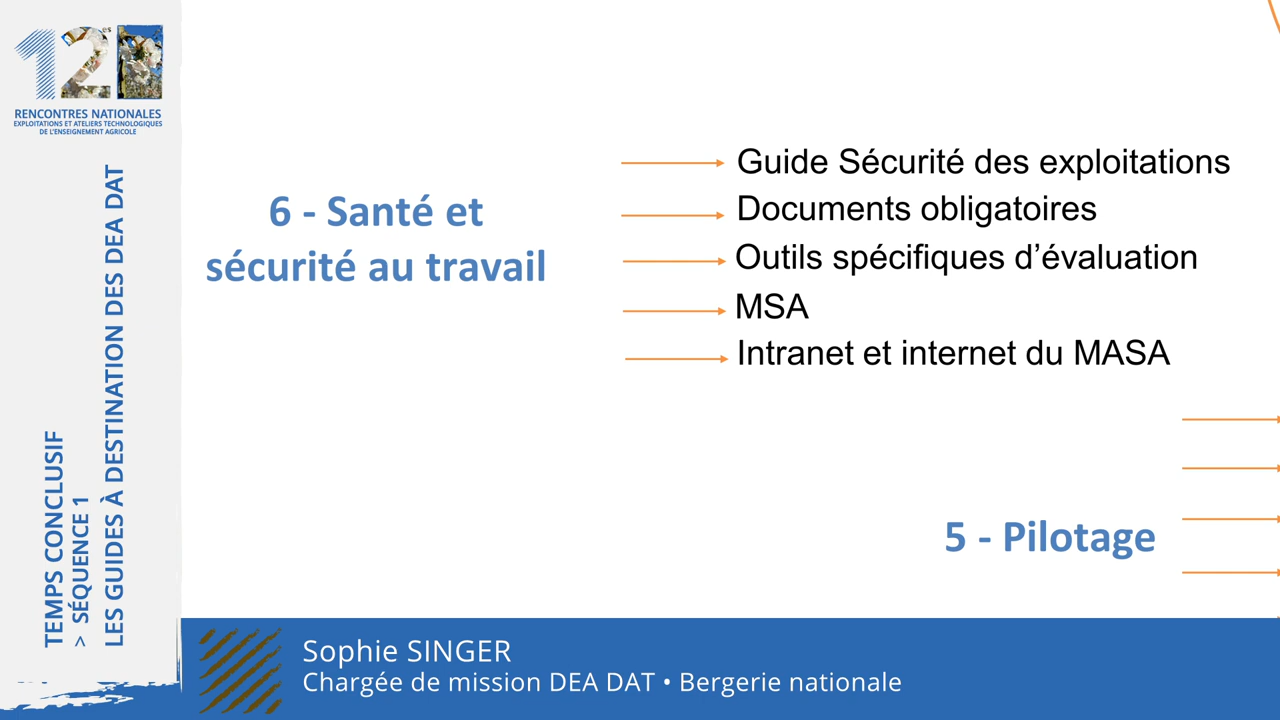 12es
RENCONTRES NATIONALES
EXPLOITATIONS ET ATELIERS TECHNOLOGIQUES
DE L'ENSEIGNEMENT AGRICOLE
TEMPS CONCLUSIF
> SÉQUENCE 1
LES GUIDES À DESTINATION DES DEA DAT
6 - Santé et
sécurité au travail
Guide Sécurité des exploitations
Documents obligatoires
Outils spécifiques d’évaluation
MSA
Intranet et internet du MASA
5 - Pilotage
Sophie SINGER
Chargée de mission DEA DAT • Bergerie nationale